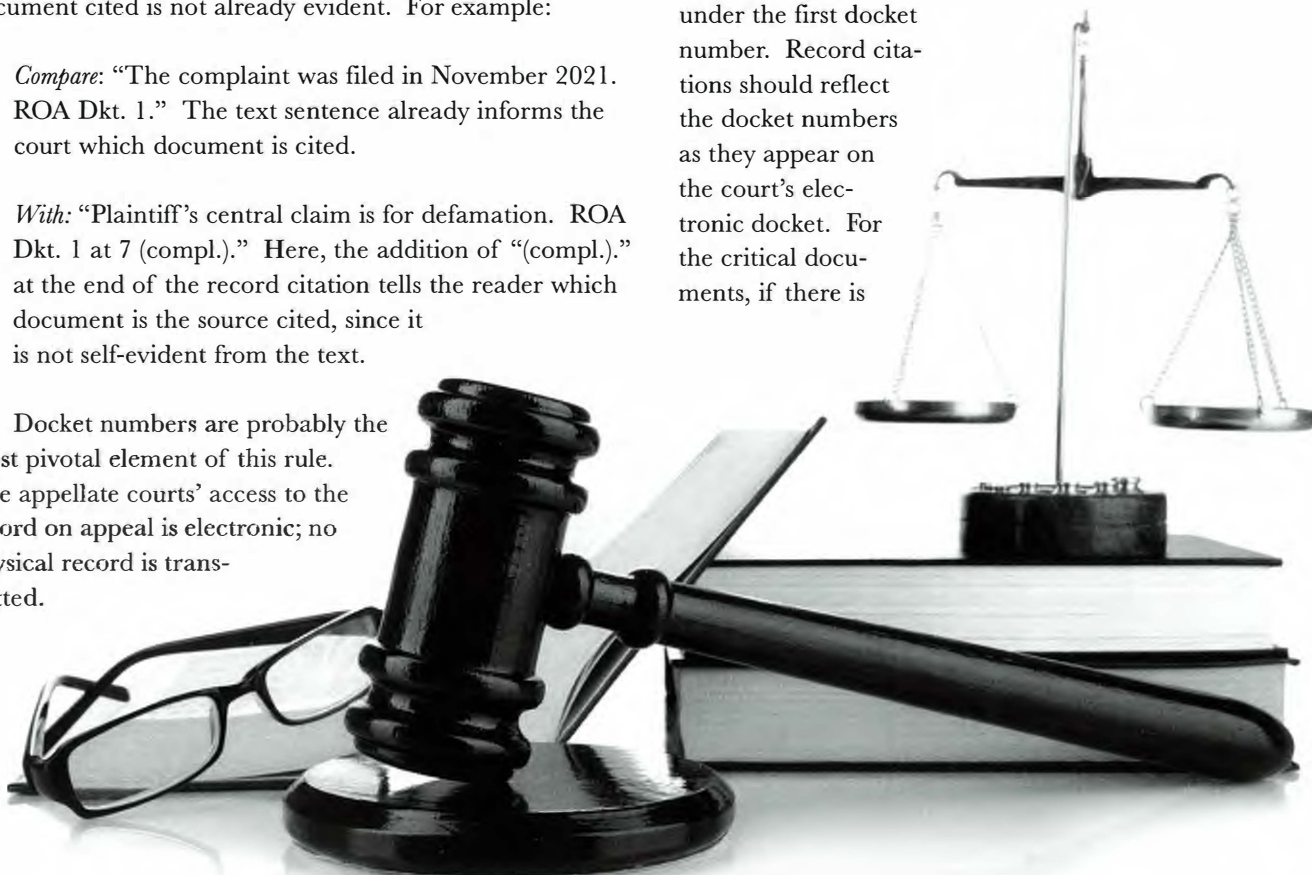 cument cited is not already evident.  For example:
Compare: “The complaint was filed in November 2021.
ROA Dkt. 1.”  The text sentence already informs the
court which document is cited.
With: “Plaintiff’s central claim is for defamation.  ROA
Dkt. 1 at 7 (compl.).”  Here, the addition of “(compl.).”
at the end of the record citation tells the reader which
document is the source cited, since it
is not self-evident from the text.
Docket numbers are probably the
st pivotal element of this rule.
e appellate courts’ access to the
ord on appeal is electronic; no
ysical record is trans-
tted.
under the first docket
number.  Record cita-
tions should reflect
the docket numbers
as they appear on
the court’s elec-
tronic docket.  For
the critical docu-
ments, if there is